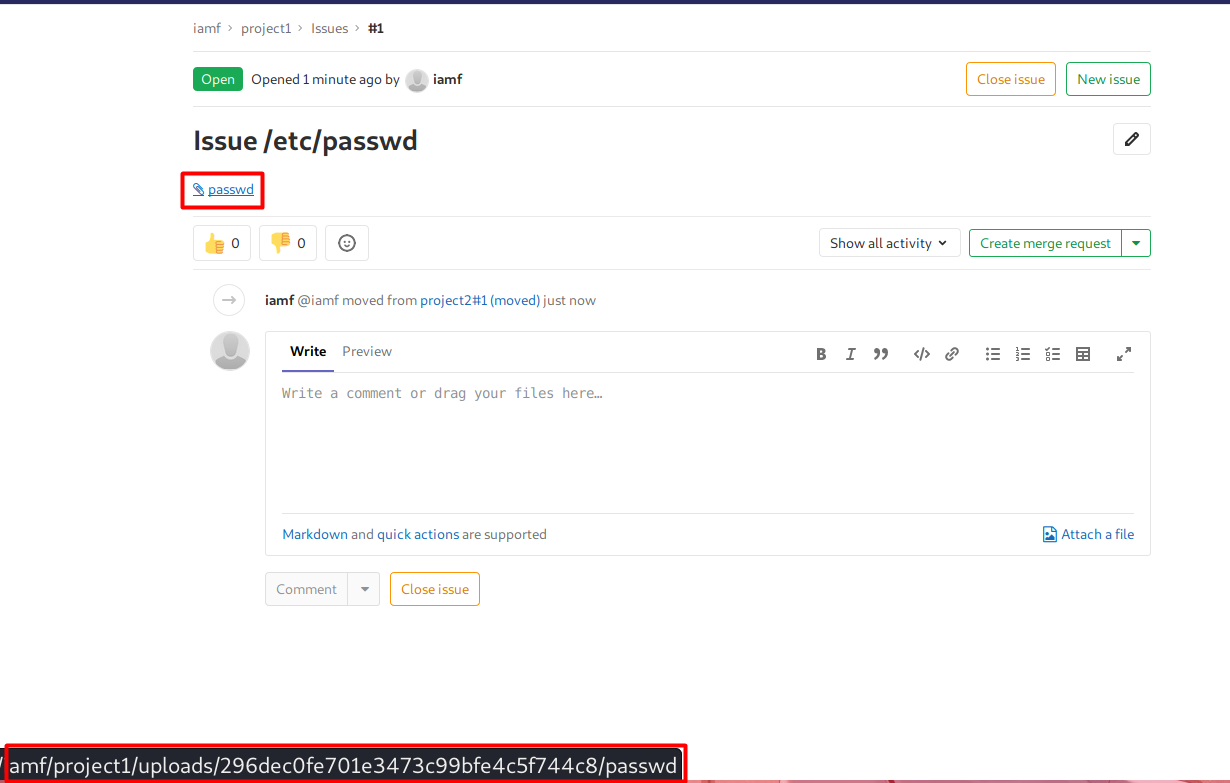 iamf › project1 › Issues › #1
Open Opened 1 minute ago by iamf Close issue New issue
Issue /etc/passwd
passwd
0 0 Show all activity Create merge request
iamf @iamf moved from project2#1 (moved) just now
Write Preview
Write a comment or drag your files here…
Markdown and quick actions are supported Attach a file
Comment Close issue
/iamf/project1/uploads/296dec0fe701e3473c99bfe4c5f744c8/passwd